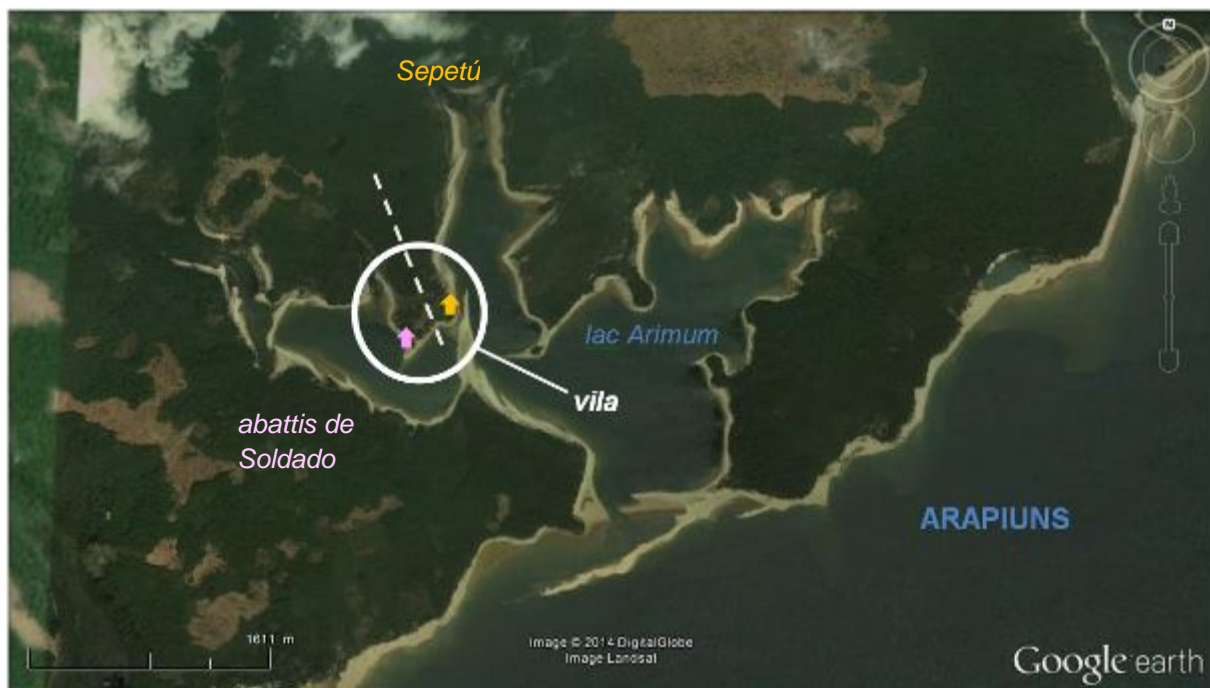 N
Sepetú
lac Arimum
vila
abattis de
Soldado
ARAPIUNS
1611 m
Image © 2014 DigitalGlobe
Image Landsat
Google earth